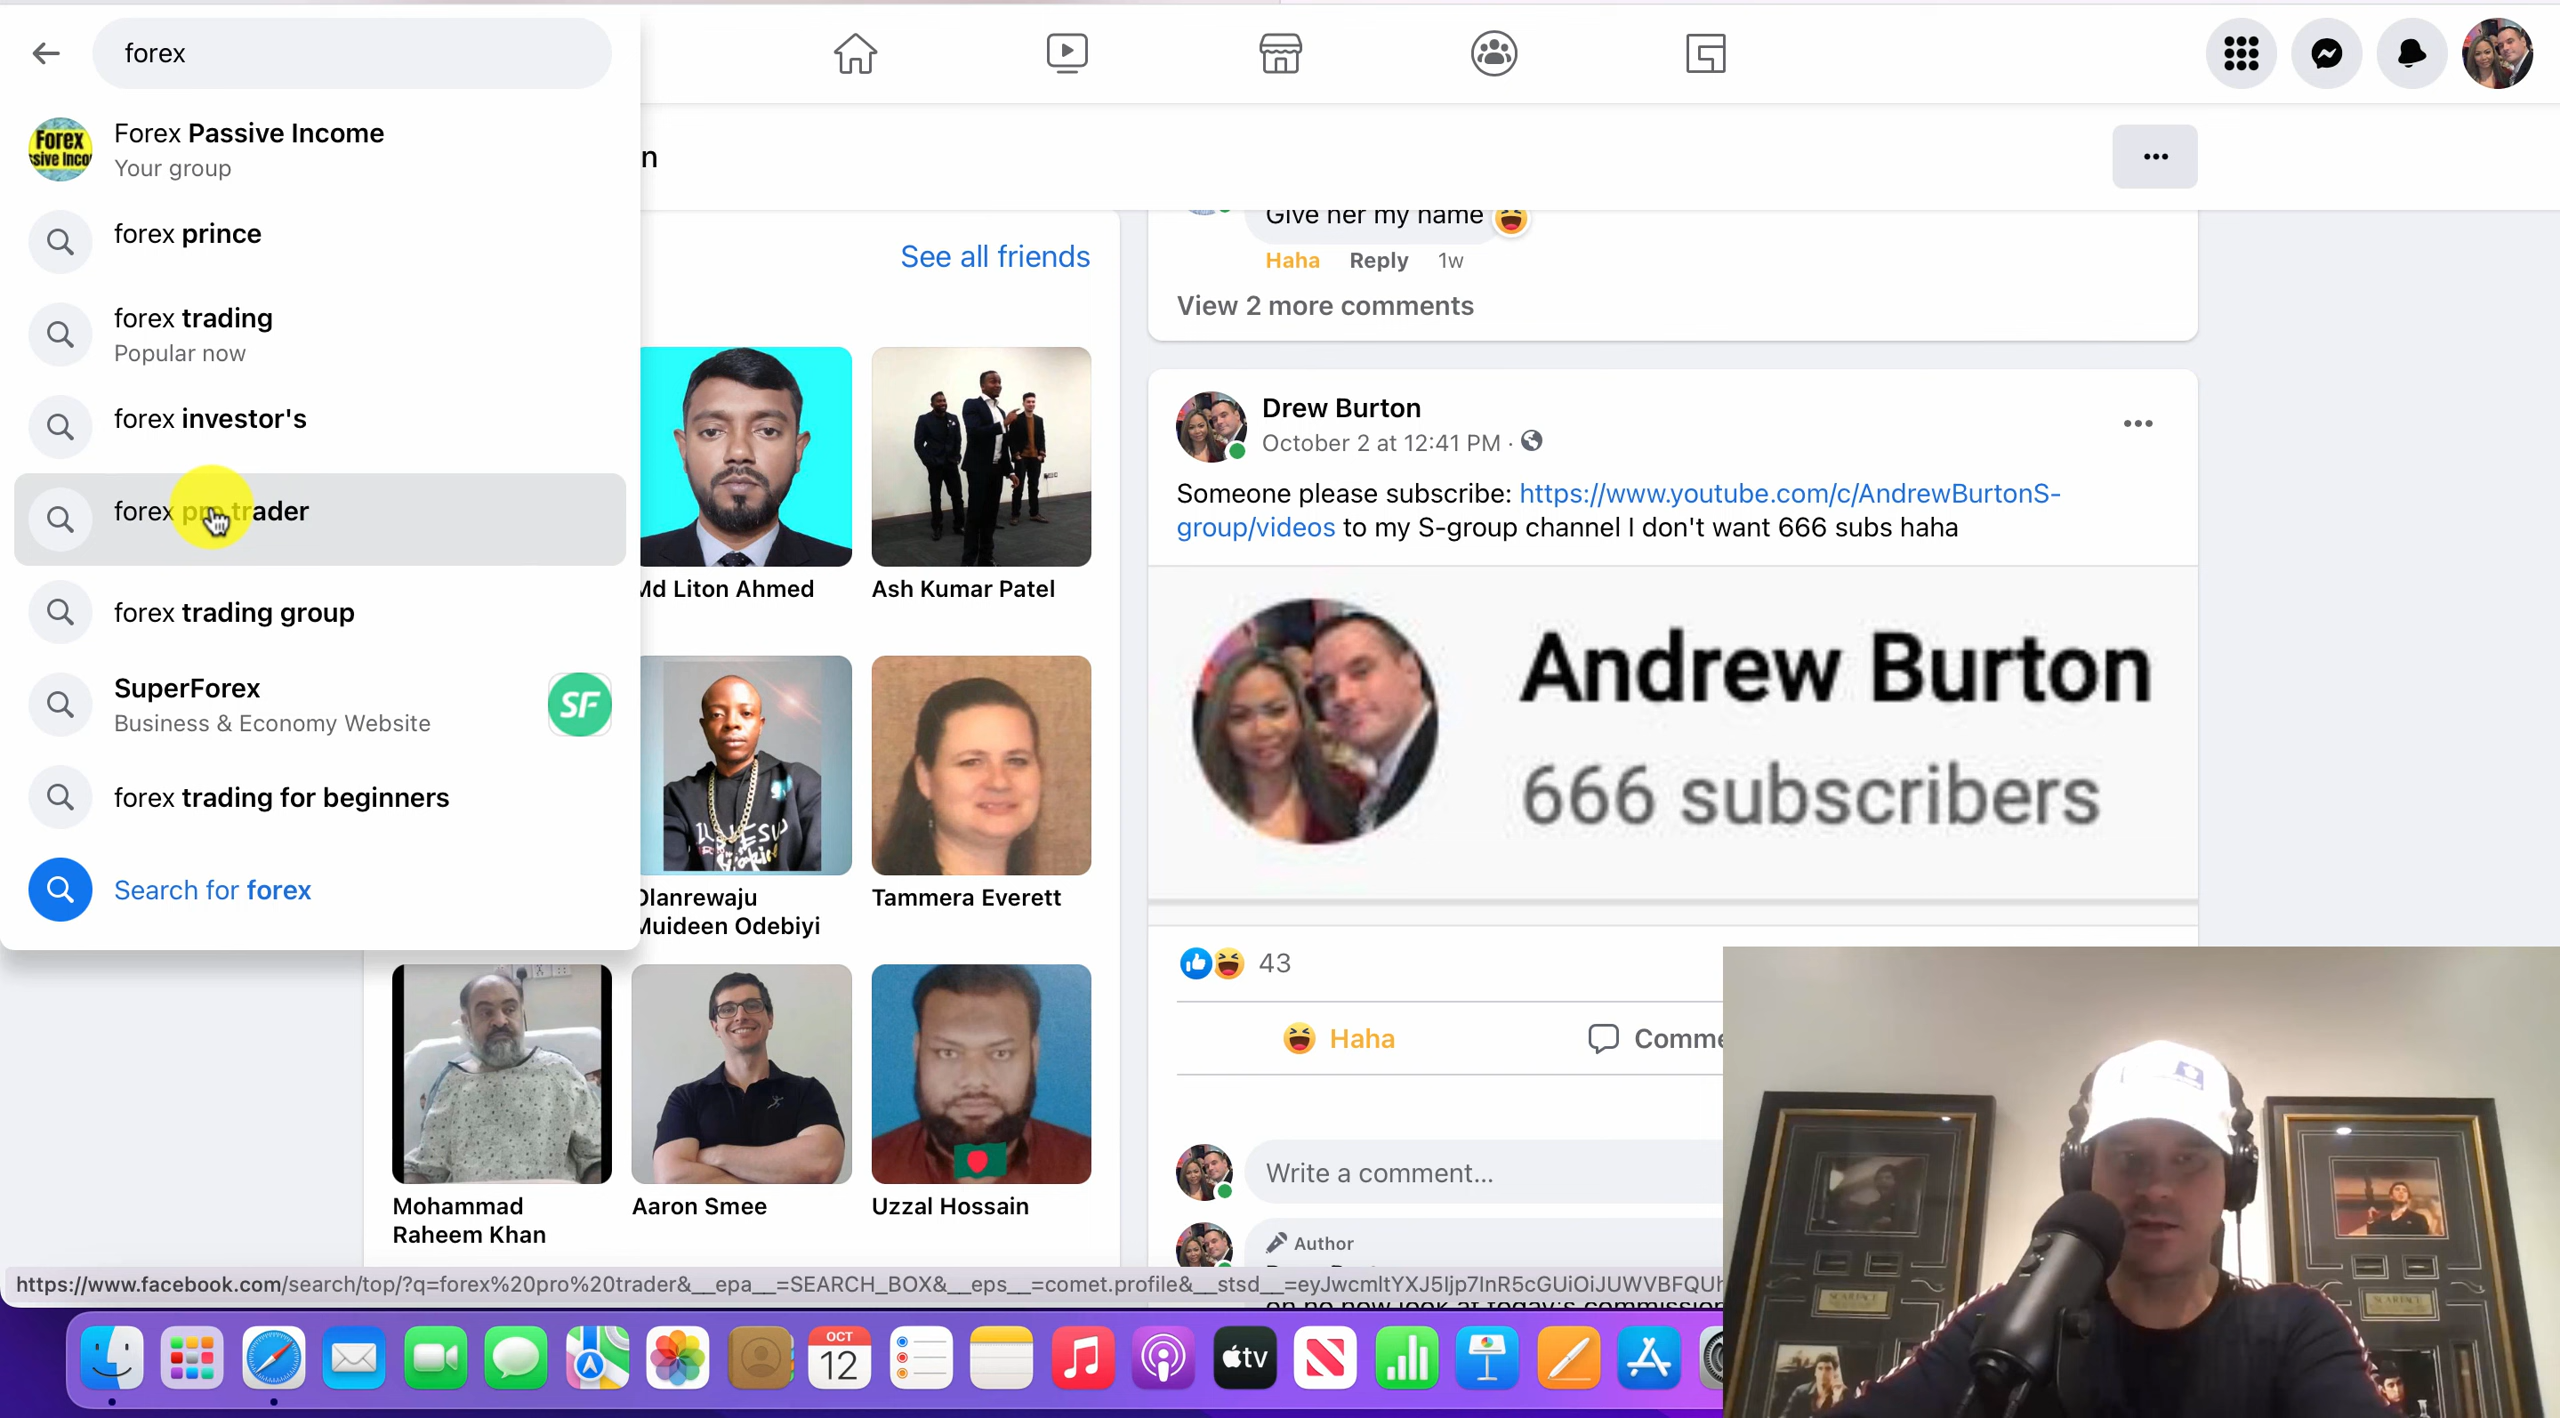 forex
Forex Passive Income
Your group
forex prince
forex trading
Popular now
forex investor's
forex pro trader
forex trading group
SuperForex
Business & Economy Website
SF
forex trading for beginners
Search for forex
n
See all friends
Md Liton Ahmed
Ash Kumar Patel
Olanrewaju
Muideen Odebiyi
Tammera Everett
Mohammad
Raheem Khan
Aaron Smee
Uzzal Hossain
Give her my name
Haha Reply 1w
View 2 more comments
Drew Burton
October 2 at 12:41 PM ·
Someone please subscribe: https://www.youtube.com/c/AndrewBurtonS-
group/videos to my S-group channel I don't want 666 subs haha
Andrew Burton
666 subscribers
43
Haha
Comme
Write a comment...
Author
https://www.facebook.com/search/top/?q=forex%20pro%20trader&__epa__=SEARCH_BOX&__eps__=comet.profile&__stsd__=
OCT
12
tv
SCARFACE